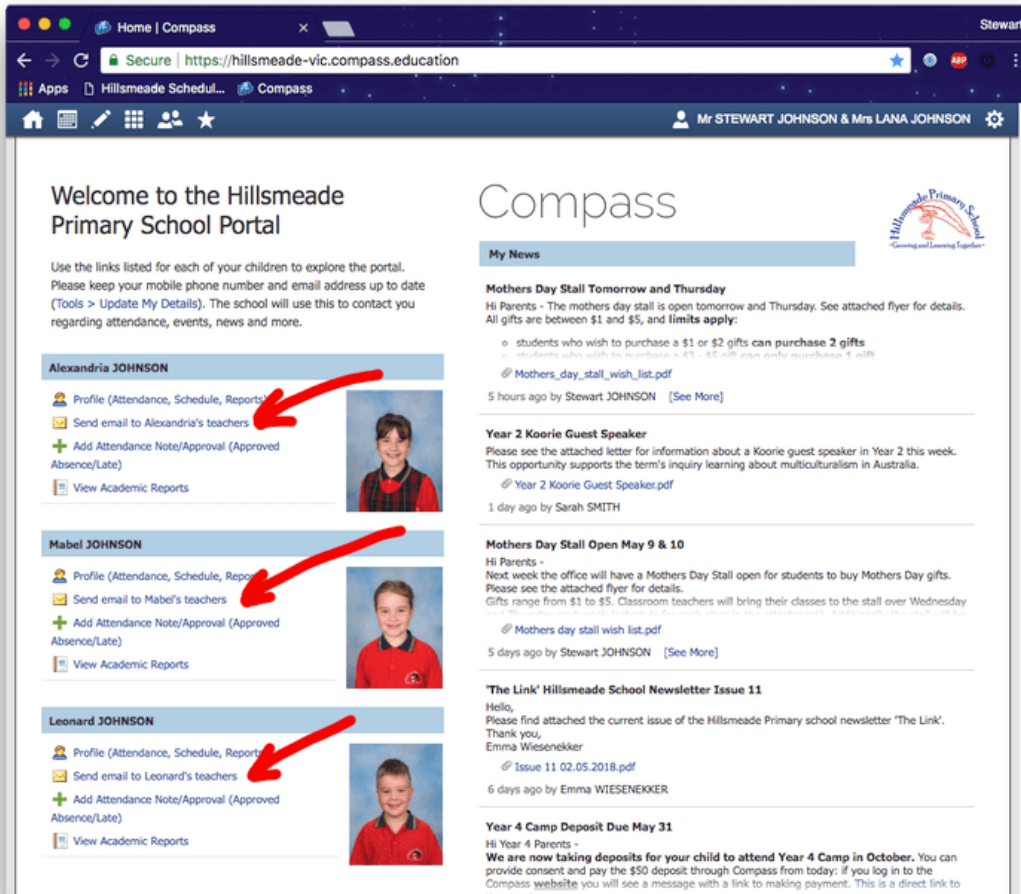 Home | Compass
Stewart
Secure | https://hillsmeade-vic.compass.education
ABP
Apps
Hillsmeade Schedul...
Compass
Mr STEWART JOHNSON & Mrs LANA JOHNSON
Welcome to the Hillsmeade
Primary School Portal
Use the links listed for each of your children to explore the portal.
Please keep your mobile phone number and email address up to date
(Tools > Update My Details). The school will use this to contact you
regarding attendance, events, news and more.
Alexandria JOHNSON
Profile (Attendance, Schedule, Reports)
Send email to Alexandria's teachers
Add Attendance Note/Approval (Approved
Absence/Late)
View Academic Reports
Mabel JOHNSON
Profile (Attendance, Schedule, Repo
Send email to Mabel's teachers
Add Attendance Note/Approval (Approved
Absence/Late)
View Academic Reports
Leonard JOHNSON
Profile (Attendance, Schedule, Reports
Send email to Leonard's teachers
Add Attendance Note/Approval (Approved
Absence/Late)
View Academic Reports
Compass
Hillsmeade Primary School
Growing and Learning Together
My News
Mothers Day Stall Tomorrow and Thursday
Hi Parents - The mothers day stall is open tomorrow and Thursday. See attached flyer for details.
All gifts are between $1 and $5, and limits apply:
students who wish to purchase a $1 or $2 gifts can purchase 2 gifts
students who wish to purchase a $3 - $5 gift can only purchase 1 gift
Mothers_day_stall_wish_list.pdf
5 hours ago by Stewart JOHNSON [See More]
Year 2 Koorie Guest Speaker
Please see the attached letter for information about a Koorie guest speaker in Year 2 this week.
This opportunity supports the term's inquiry learning about multiculturalism in Australia.
Year 2 Koorie Guest Speaker.pdf
1 day ago by Sarah SMITH
Mothers Day Stall Open May 9 & 10
Hi Parents -
Next week the office will have a Mothers Day Stall open for students to buy Mothers Day gifts.
Please see the attached flyer for details.
Gifts range from $1 to $5. Classroom teachers will bring their classes to the stall over Wednesday
Mothers day stall wish list.pdf
5 days ago by Stewart JOHNSON [See More]
'The Link' Hillsmeade School Newsletter Issue 11
Hello,
Please find attached the current issue of the Hillsmeade Primary school newsletter 'The Link'.
Thank you,
Emma Wiesenekker
Issue 11 02.05.2018.pdf
6 days ago by Emma WIESENEKKER
Year 4 Camp Deposit Due May 31
Hi Year 4 Parents -
We are now taking deposits for your child to attend Year 4 Camp in October. You can
provide consent and pay the $50 deposit through Compass from today: if you log in to the
Compass website you will see a message with a link to making payment. This is a direct link to